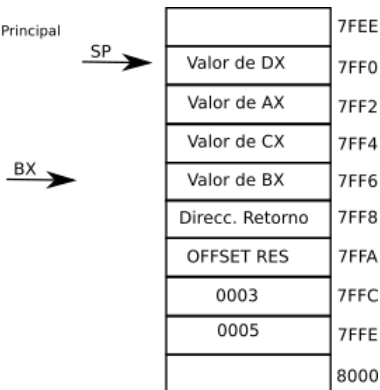 7FEE
Principal
SP
Valor de DX 7FF0
Valor de AX 7FF2
Valor de CX 7FF4
BX
Valor de BX 7FF6
Direcc. Retorno 7FF8
OFFSET RES 7FFA
0003 7FFC
0005 7FFE
8000